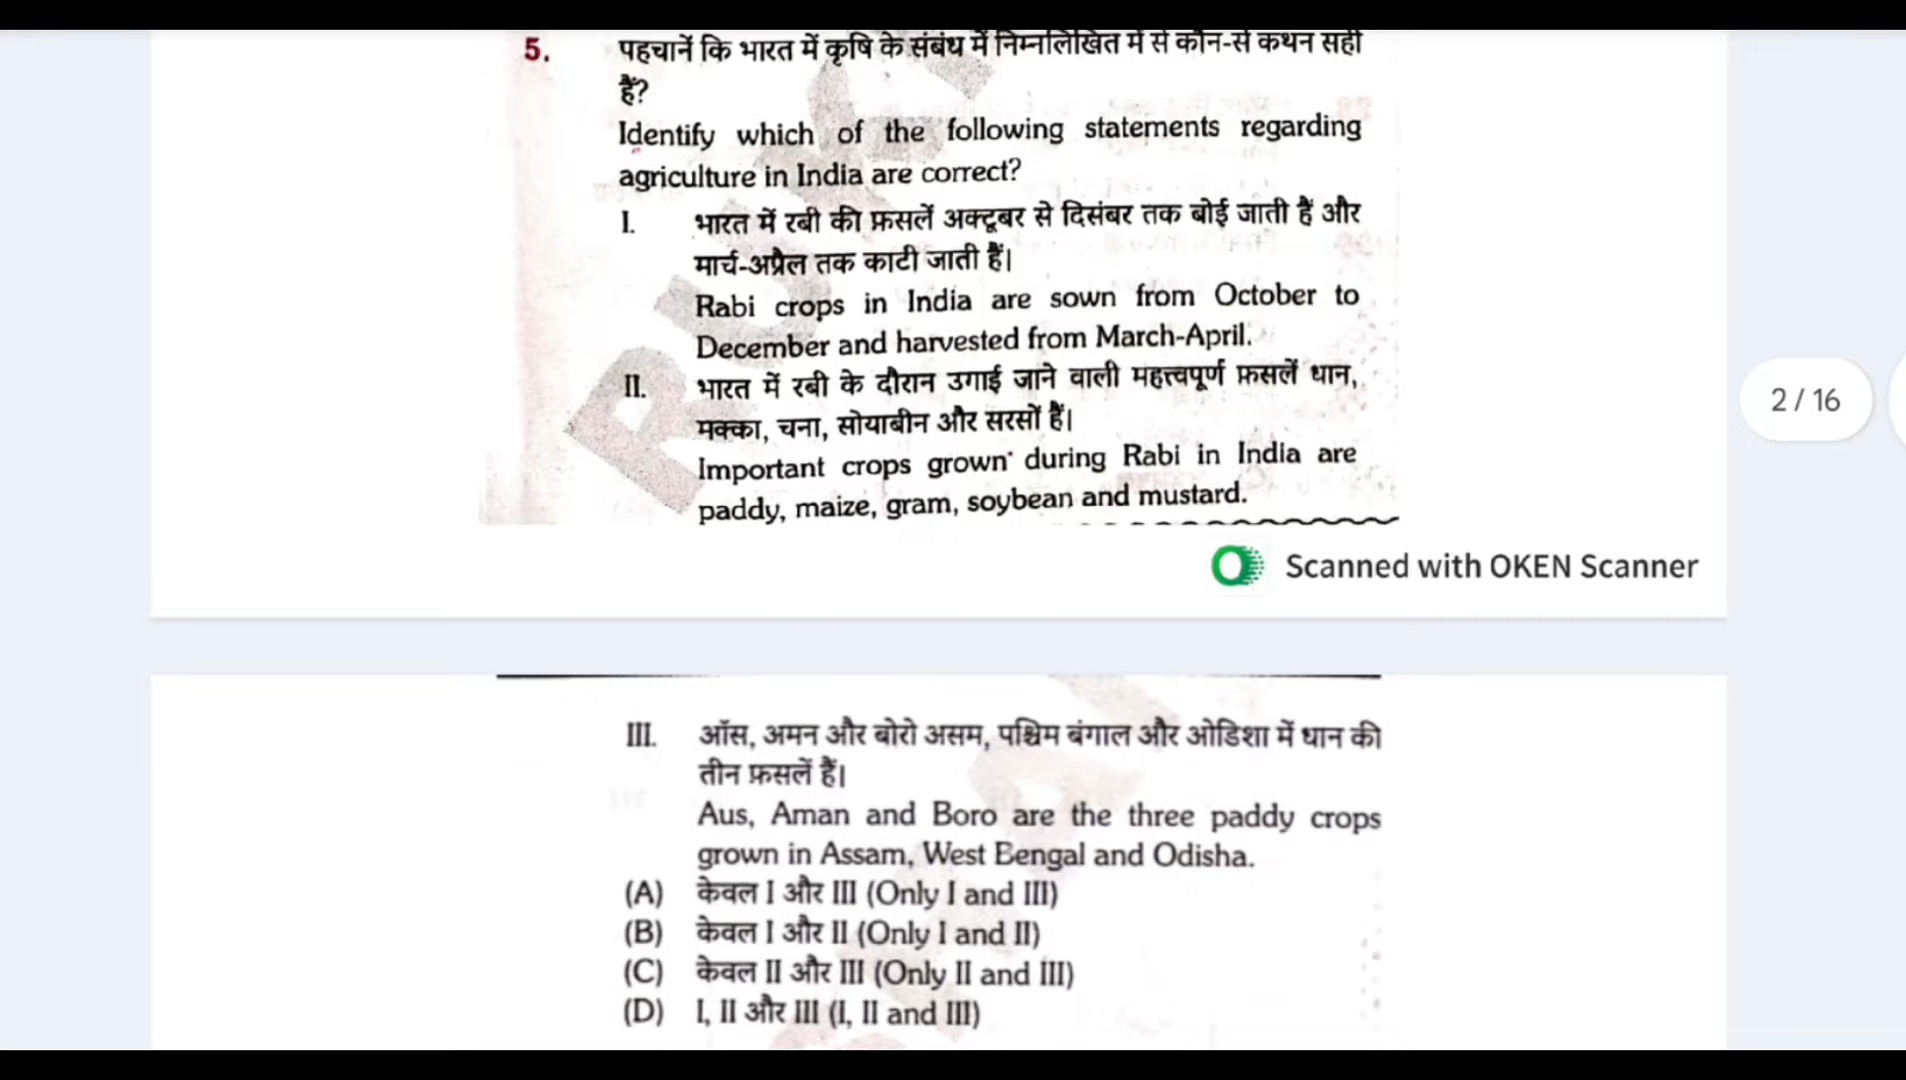 5. पहचानें कि भारत में कृषि के संबंध में निम्नलिखित में से कौन-से कथन सही
हैं?
Identify which of the following statements regarding
agriculture in India are correct?
I. भारत में रबी की फ़सलें अक्टूबर से दिसंबर तक बोई जाती हैं और
मार्च-अप्रैल तक काटी जाती हैं।
Rabi crops in India are sown from October to
December and harvested from March-April.
II. भारत में रबी के दौरान उगाई जाने वाली महत्त्वपूर्ण फ़सलें धान,
मक्का, चना, सोयाबीन और सरसों हैं।
Important crops grown during Rabi in India are
paddy, maize, gram, soybean and mustard.
2 / 16
Scanned with OKEN Scanner
III. ऑस, अमन और बोरो असम, पश्चिम बंगाल और ओडिशा में धान की
तीन फ़सलें हैं।
Aus, Aman and Boro are the three paddy crops
grown in Assam, West Bengal and Odisha.
(A) केवल I और III (Only I and III)
(B) केवल I और II (Only I and II)
(C) केवल II और III (Only II and III)
(D) I, II और III (I, II and III)